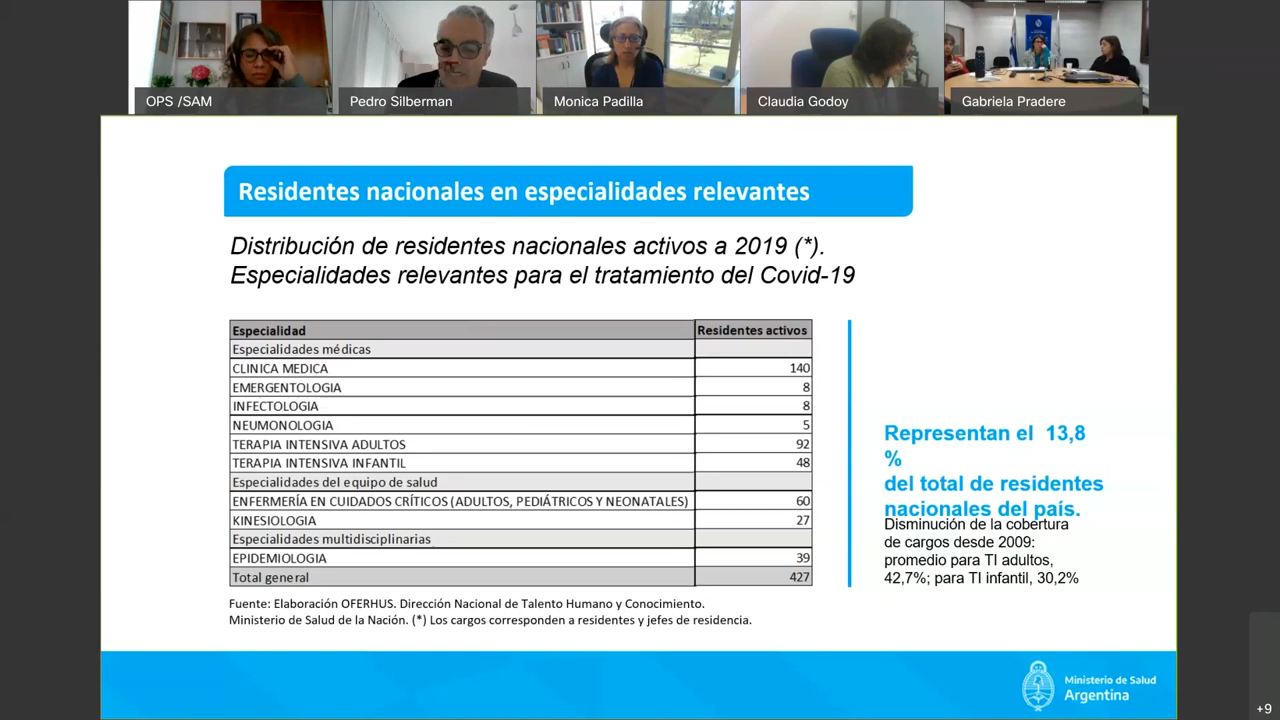 OPS /SAM
Pedro Silberman
Monica Padilla
Claudia Godoy
Gabriela Pradere
Residentes nacionales en especialidades relevantes
Distribución de residentes nacionales activos a 2019 (*).
Especialidades relevantes para el tratamiento del Covid-19
Especialidad Residentes activos
Especialidades médicas
CLINICA MEDICA 140
EMERGENTOLOGIA 8
INFECTOLOGIA 8
NEUMONOLOGIA 5
TERAPIA INTENSIVA ADULTOS 92
TERAPIA INTENSIVA INFANTIL 48
Especialidades del equipo de salud
ENFERMERÍA EN CUIDADOS CRÍTICOS (ADULTOS, PEDIÁTRICOS Y NEONATALES) 60
KINESIOLOGIA 27
Especialidades multidisciplinarias
EPIDEMIOLOGIA 39
Total general 427
Fuente: Elaboración OFERHUS. Dirección Nacional de Talento Humano y Conocimiento.
Ministerio de Salud de la Nación. (*) Los cargos corresponden a residentes y jefes de residencia.
Representan el 13,8
%
del total de residentes
nacionales del país.
Disminución de la cobertura
de cargos desde 2009:
promedio para TI adultos,
42,7%; para TI infantil, 30,2%
Ministerio de Salud
Argentina
+9